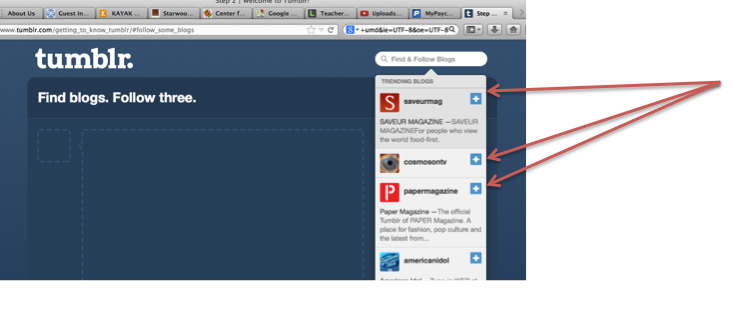 Step 2 | Welcome to Tumblr!
About Us
Guest In...
KAYAK
Starwoo...
Center f...
Google ...
Teacher...
Uploads...
MyPayc...
Step ...
www.tumblr.com/getting_to_know_tumblr/#follow_some_blogs
+umd&ie=UTF-8&oe=UTF-8
tumblr.
Find & Follow Blogs
TRENDING BLOGS
Find blogs. Follow three.
saveurmag
SAVEUR MAGAZINE — SAVEUR
MAGAZINEFor people who view
the world food-first.
cosmosontv
papermagazine
Paper Magazine — The official
Tumblr of PAPER Magazine. A
place for fashion, pop culture and
the latest from...
americanidol